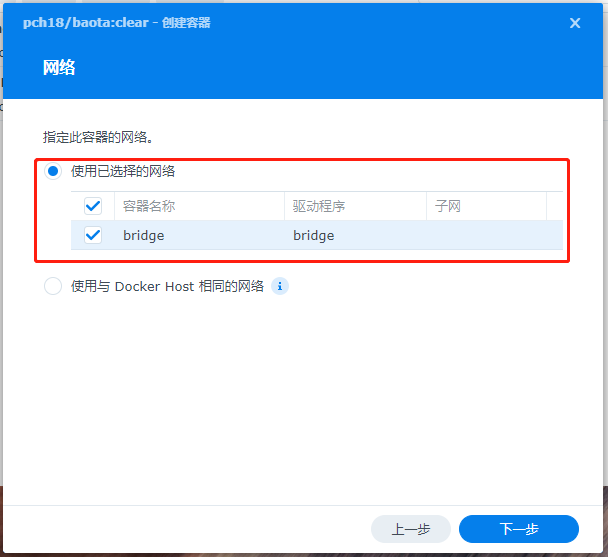 pch18/baota:clear - 创建容器
网络
指定此容器的网络。
使用已选择的网络
容器名称 驱动程序 子网
bridge bridge
使用与 Docker Host 相同的网络
上一步 下一步